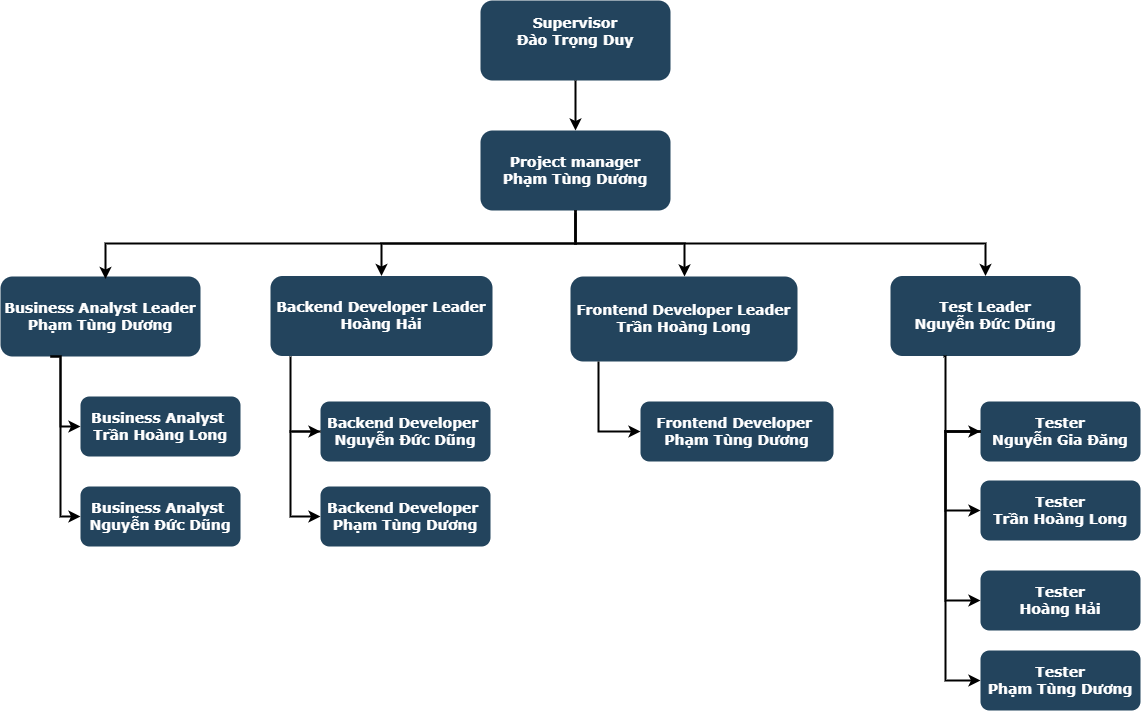 Supervisor
Đào Trọng Duy
Project manager
Phạm Tùng Dương
Business Analyst Leader
Phạm Tùng Dương
Backend Developer Leader
Hoàng Hải
Frontend Developer Leader
Trần Hoàng Long
Test Leader
Nguyễn Đức Dũng
Business Analyst
Trần Hoàng Long
Business Analyst
Nguyễn Đức Dũng
Backend Developer
Nguyễn Đức Dũng
Backend Developer
Phạm Tùng Dương
Frontend Developer
Phạm Tùng Dương
Tester
Nguyễn Gia Đăng
Tester
Trần Hoàng Long
Tester
Hoàng Hải
Tester
Phạm Tùng Dương